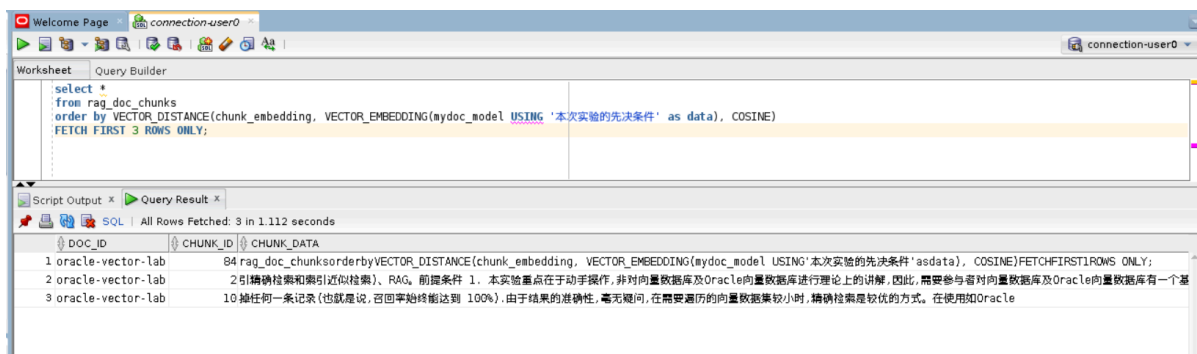 Welcome Page connection-user0
connection-user0
Worksheet Query Builder
select *
from rag_doc_chunks
order by VECTOR_DISTANCE(chunk_embedding, VECTOR_EMBEDDING(mydoc_model USING '本次实验的先决条件' as data), COSINE)
FETCH FIRST 3 ROWS ONLY;
Script Output x Query Result x
SQL | All Rows Fetched: 3 in 1.112 seconds
DOC_ID CHUNK_ID CHUNK_DATA
1 oracle-vector-lab 84 rag_doc_chunksorderbyVECTOR_DISTANCE(chunk_embedding, VECTOR_EMBEDDING(mydoc_model USING'本次实验的先决条件'asdata), COSINE)FETCHFIRST1ROWS ONLY;
2 oracle-vector-lab 2 引精确检索和索引近似检索)、RAG。前提条件 1. 本实验重点在于动手操作,非对向量数据库及Oracle向量数据库进行理论上的讲解,因此,需要参与者对向量数据库及Oracle向量数据库有一个基
3 oracle-vector-lab 10 掉任何一条记录(也就是说,召回率始终能达到 100%).由于结果的准确性,毫无疑问,在需要遍历的向量数据集较小时,精确检索是较优的方式。在使用如Oracle